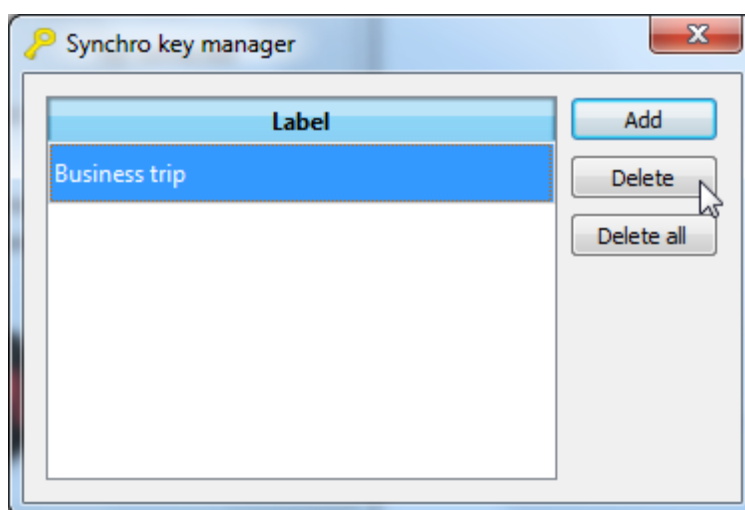 Synchro key manager
Label
Business trip
Add
Delete
Delete all